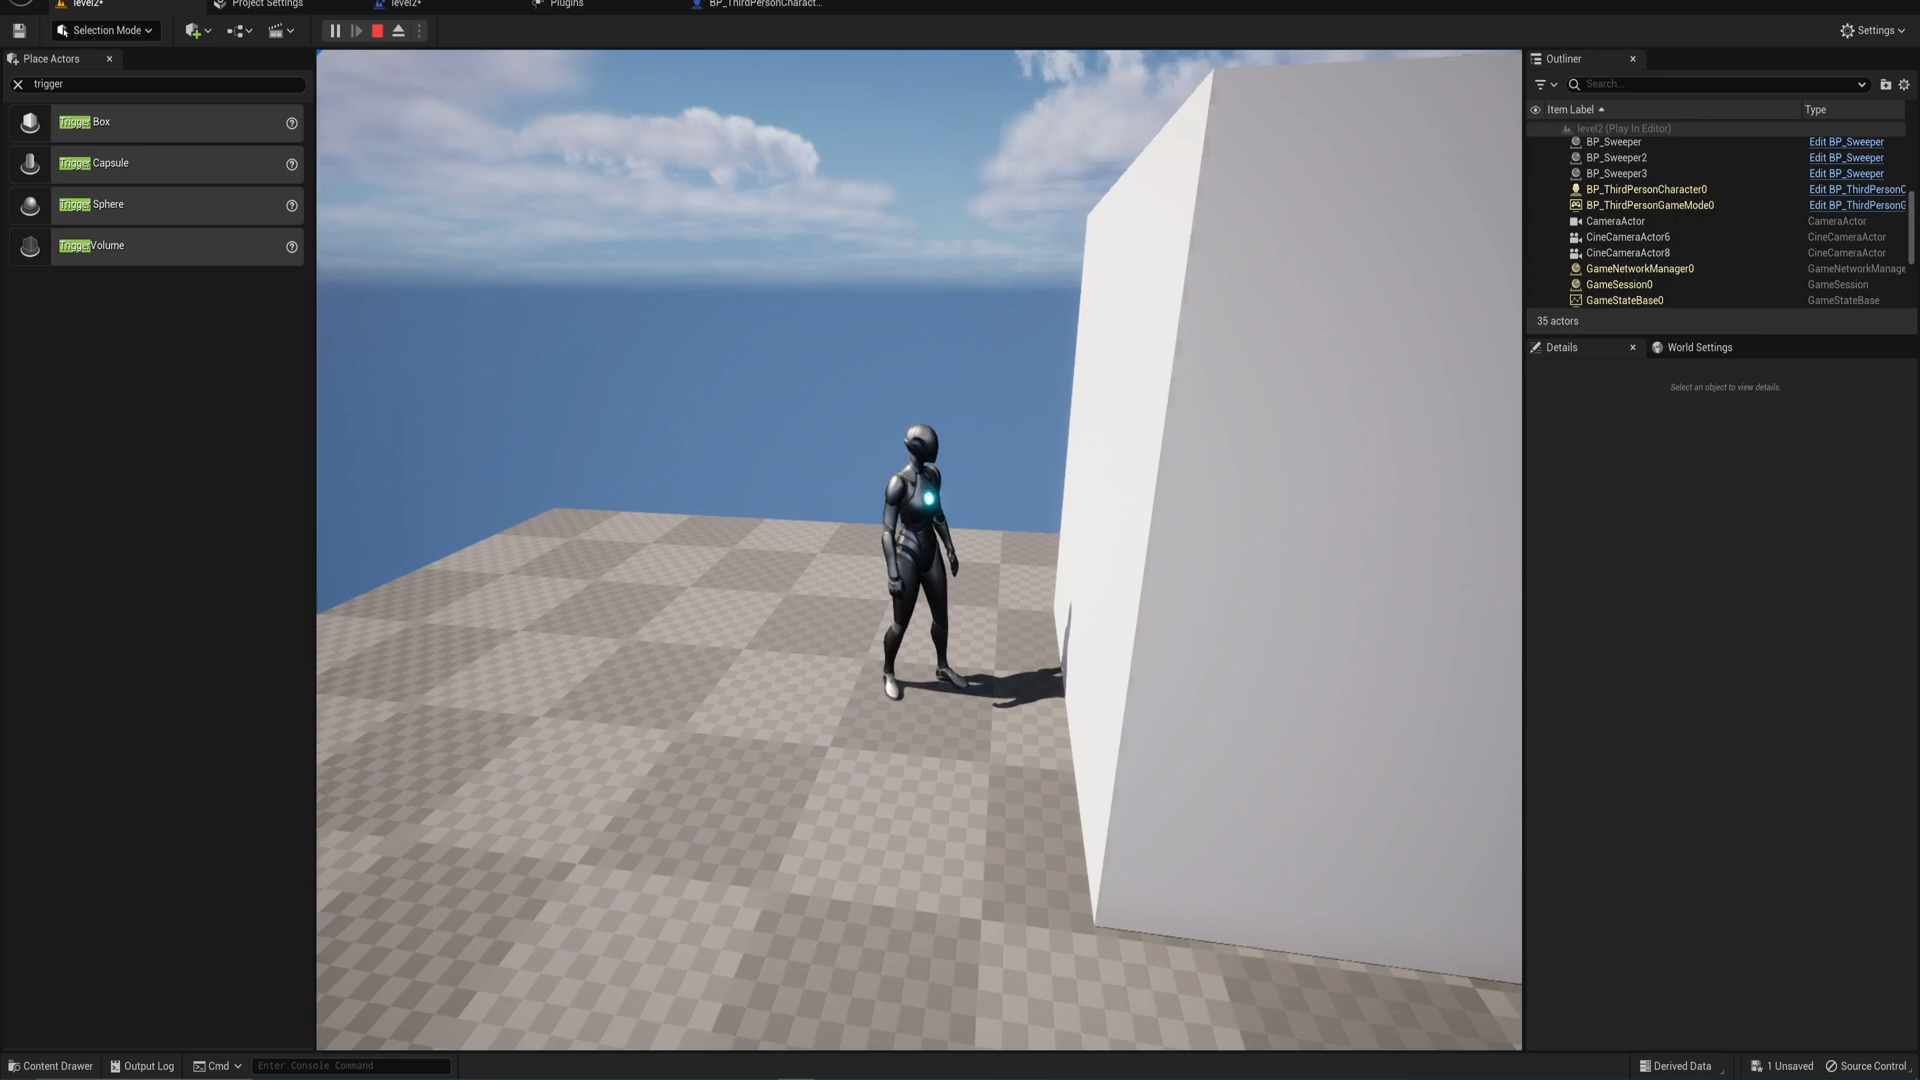 level2*
Project Settings
level2*
Plugins
BP_ThirdPersonCharact...
Selection Mode
Settings
Place Actors
trigger
Trigger Box
Trigger Capsule
Trigger Sphere
TriggerVolume
Outliner
Search...
Item Label
Type
level2 (Play In Editor)
BP_Sweeper
Edit BP_Sweeper
BP_Sweeper2
Edit BP_Sweeper
BP_Sweeper3
Edit BP_Sweeper
BP_ThirdPersonCharacter0
Edit BP_ThirdPersonC
BP_ThirdPersonGameMode0
Edit BP_ThirdPersonG
CameraActor
CameraActor
CineCameraActor6
CineCameraActor
CineCameraActor8
CineCameraActor
GameNetworkManager0
GameNetworkManage
GameSession0
GameSession
GameStateBase0
GameStateBase
35 actors
Details
World Settings
Select an object to view details.
Content Drawer
Output Log
Cmd
Enter Console Command
Derived Data
1 Unsaved
Source Control